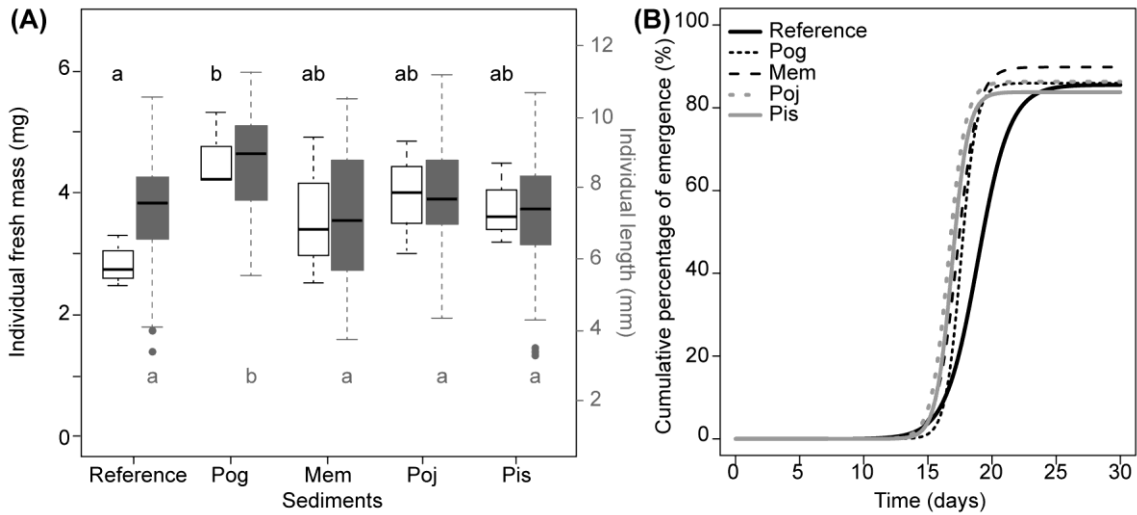 (A)
Individual fresh mass (mg)
6
4
2
0
a b ab ab ab
a b a a a
12
10
8
6
4
2
Individual length (mm)
Reference Pog Mem Poj Pis
Sediments
(B)
Cumulative percentage of emergence (%)
100
80
60
40
20
0
Reference
Pog
Mem
Poj
Pis
0 5 10 15 20 25 30
Time (days)